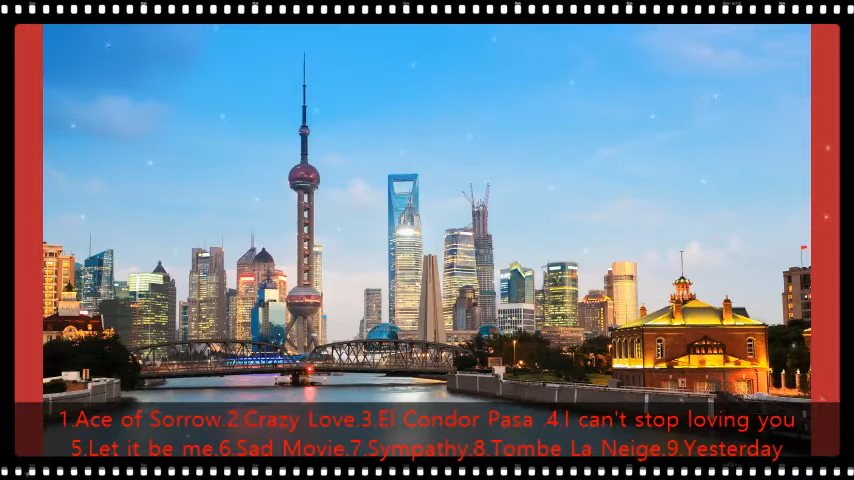 1.Ace of Sorrow.2.Crazy Love.3.El Condor Pasa .4.I can't stop loving you
5.Let it be me.6.Sad Movie.7.Sympathy.8.Tombe La Neige.9.Yesterday